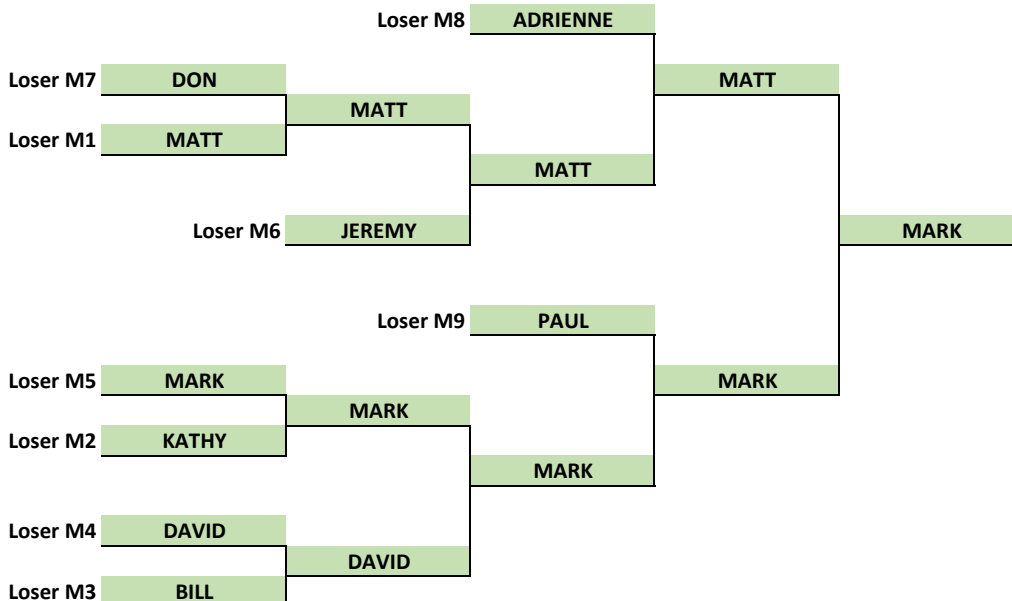 Loser M8 ADRIENNE
Loser M7 DON MATT
MATT
Loser M1 MATT
MATT
Loser M6 JEREMY MARK
Loser M9 PAUL
Loser M5 MARK MARK
MARK
Loser M2 KATHY
MARK
Loser M4 DAVID
DAVID
Loser M3 BILL